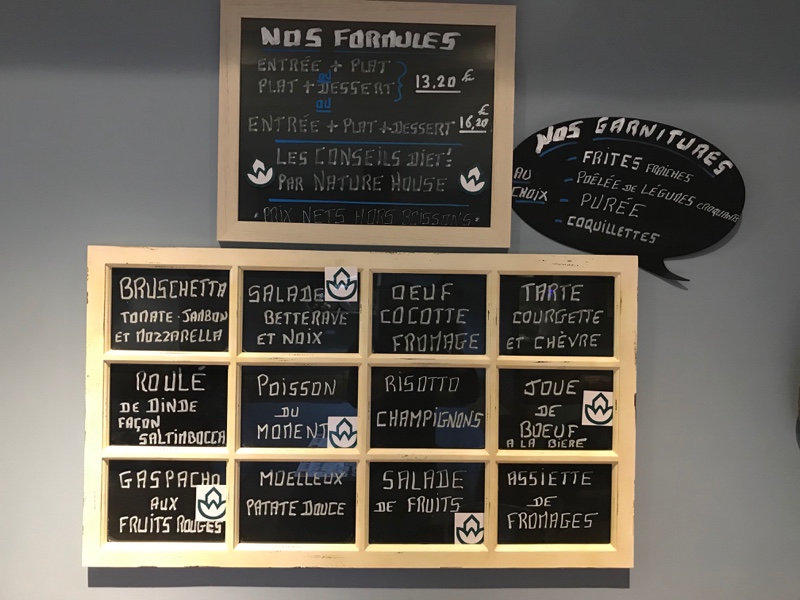 NOS FORMULES
ENTRÉE + PLAT
ou
PLAT + DESSERT
13,20 €
ou
ENTRÉE + PLAT + DESSERT 16,20 €
LES CONSEILS DIET!
PAR NATURE HOUSE
- PRIX NETS HORS BOISSONS -
NOS GARNITURES
AU CHOIX
- FRITES FRAÎCHES
- POÊLÉE DE LÉGUMES CROQUANTS
- PURÉE
- COQUILLETTES
BRUSCHETTA
TOMATE - JAMBON
ET MOZZARELLA
SALADE
BETTERAVE
ET NOIX
OEUF
COCOTTE
FROMAGE
TARTE
COURGETTE
ET CHÈVRE
ROULÉ
DE DINDE
FAÇON
SALTIMBOCCA
POISSON
DU
MOMENT
RISOTTO
CHAMPIGNONS
JOUE
DE
BOEUF
A LA BIÈRE
GASPACHO
AUX
FRUITS ROUGES
MOELLEUX
PATATE DOUCE
SALADE
DE FRUITS
ASSIETTE
DE
FROMAGES